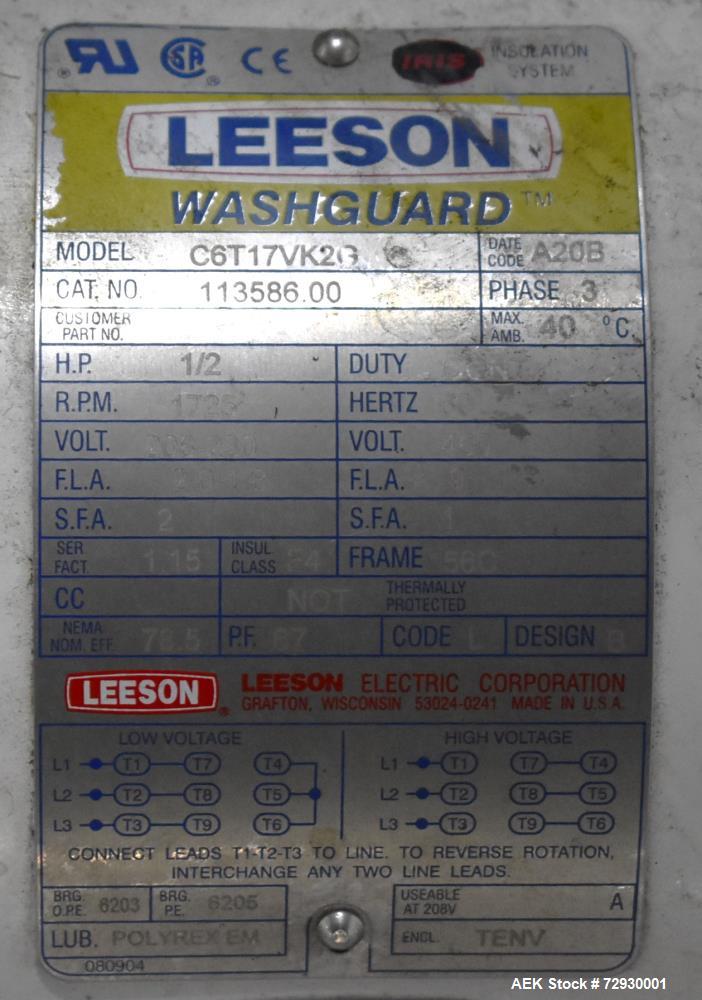 IRIS INSULATION SYSTEM
LEESON
WASHGUARD ™
MODEL C6T17VK2G DATE CODE A20B
CAT. NO. 113586.00 PHASE 3
CUSTOMER PART NO. MAX. AMB. 40 °C.
H.P. 1/2 DUTY
R.P.M. 1725 HERTZ
VOLT. VOLT.
F.L.A. F.L.A.
S.F.A. 2 S.F.A. 1
SER FACT. 1.15 INSUL CLASS FRAME 56C
CC NOT THERMALLY PROTECTED
NEMA NOM. EFF. 78.5 P.F. 67 CODE L DESIGN B
LEESON ® LEESON ELECTRIC CORPORATION
GRAFTON, WISCONSIN 53024-0241 MADE IN U.S.A.
LOW VOLTAGE HIGH VOLTAGE
L1 T1 T7 T4 L1 T1 T7 T4
L2 T2 T8 T5 L2 T2 T8 T5
L3 T3 T9 T6 L3 T3 T9 T6
CONNECT LEADS T1-T2-T3 TO LINE. TO REVERSE ROTATION,
INTERCHANGE ANY TWO LINE LEADS.
BRG. O.P.E. 6203 BRG. PE. 6205 USEABLE AT 208V A
LUB. POLYREX EM ENCL. TENV
080904
AEK Stock # 72930001